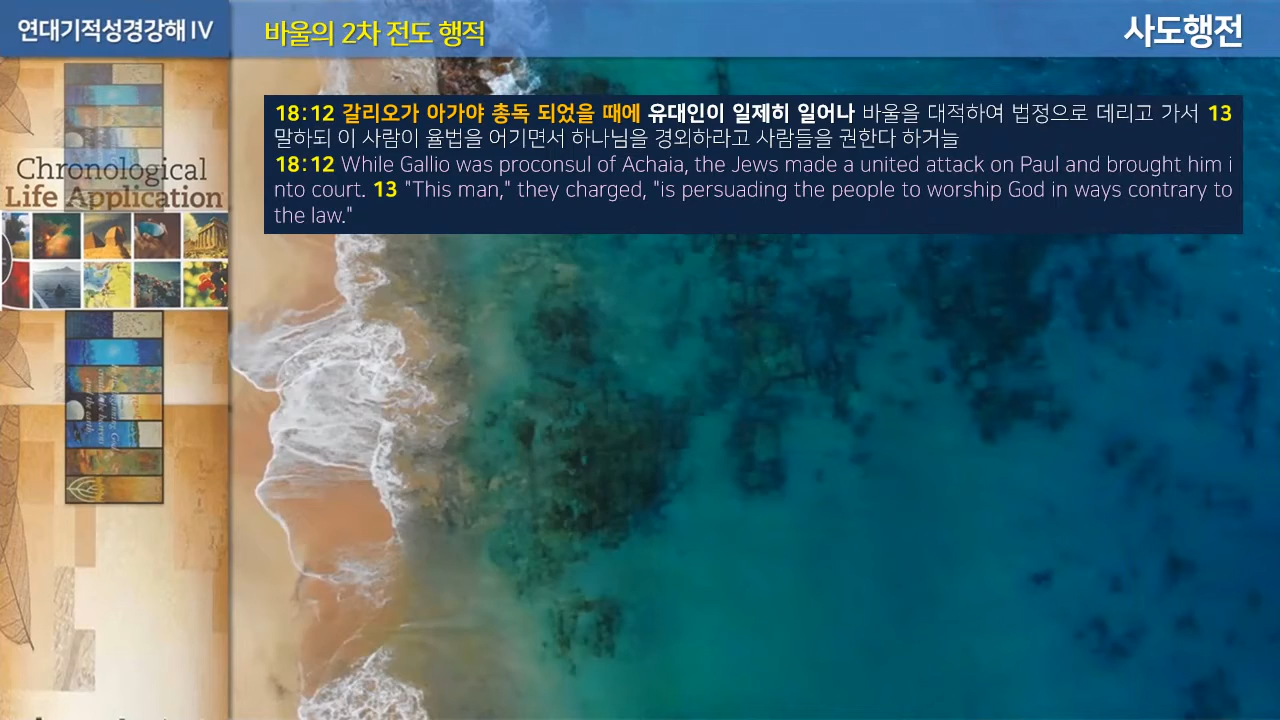 연대기적성경강해 IV
바울의 2차 전도 행적
사도행전
18:12 갈리오가 아가야 총독 되었을 때에 유대인이 일제히 일어나 바울을 대적하여 법정으로 데리고 가서 13
말하되 이 사람이 율법을 어기면서 하나님을 경외하라고 사람들을 권한다 하거늘
18:12 While Gallio was proconsul of Achaia, the Jews made a united attack on Paul and brought him i
nto court. 13 "This man," they charged, "is persuading the people to worship God in ways contrary to
the law."
Chronological
Life Application